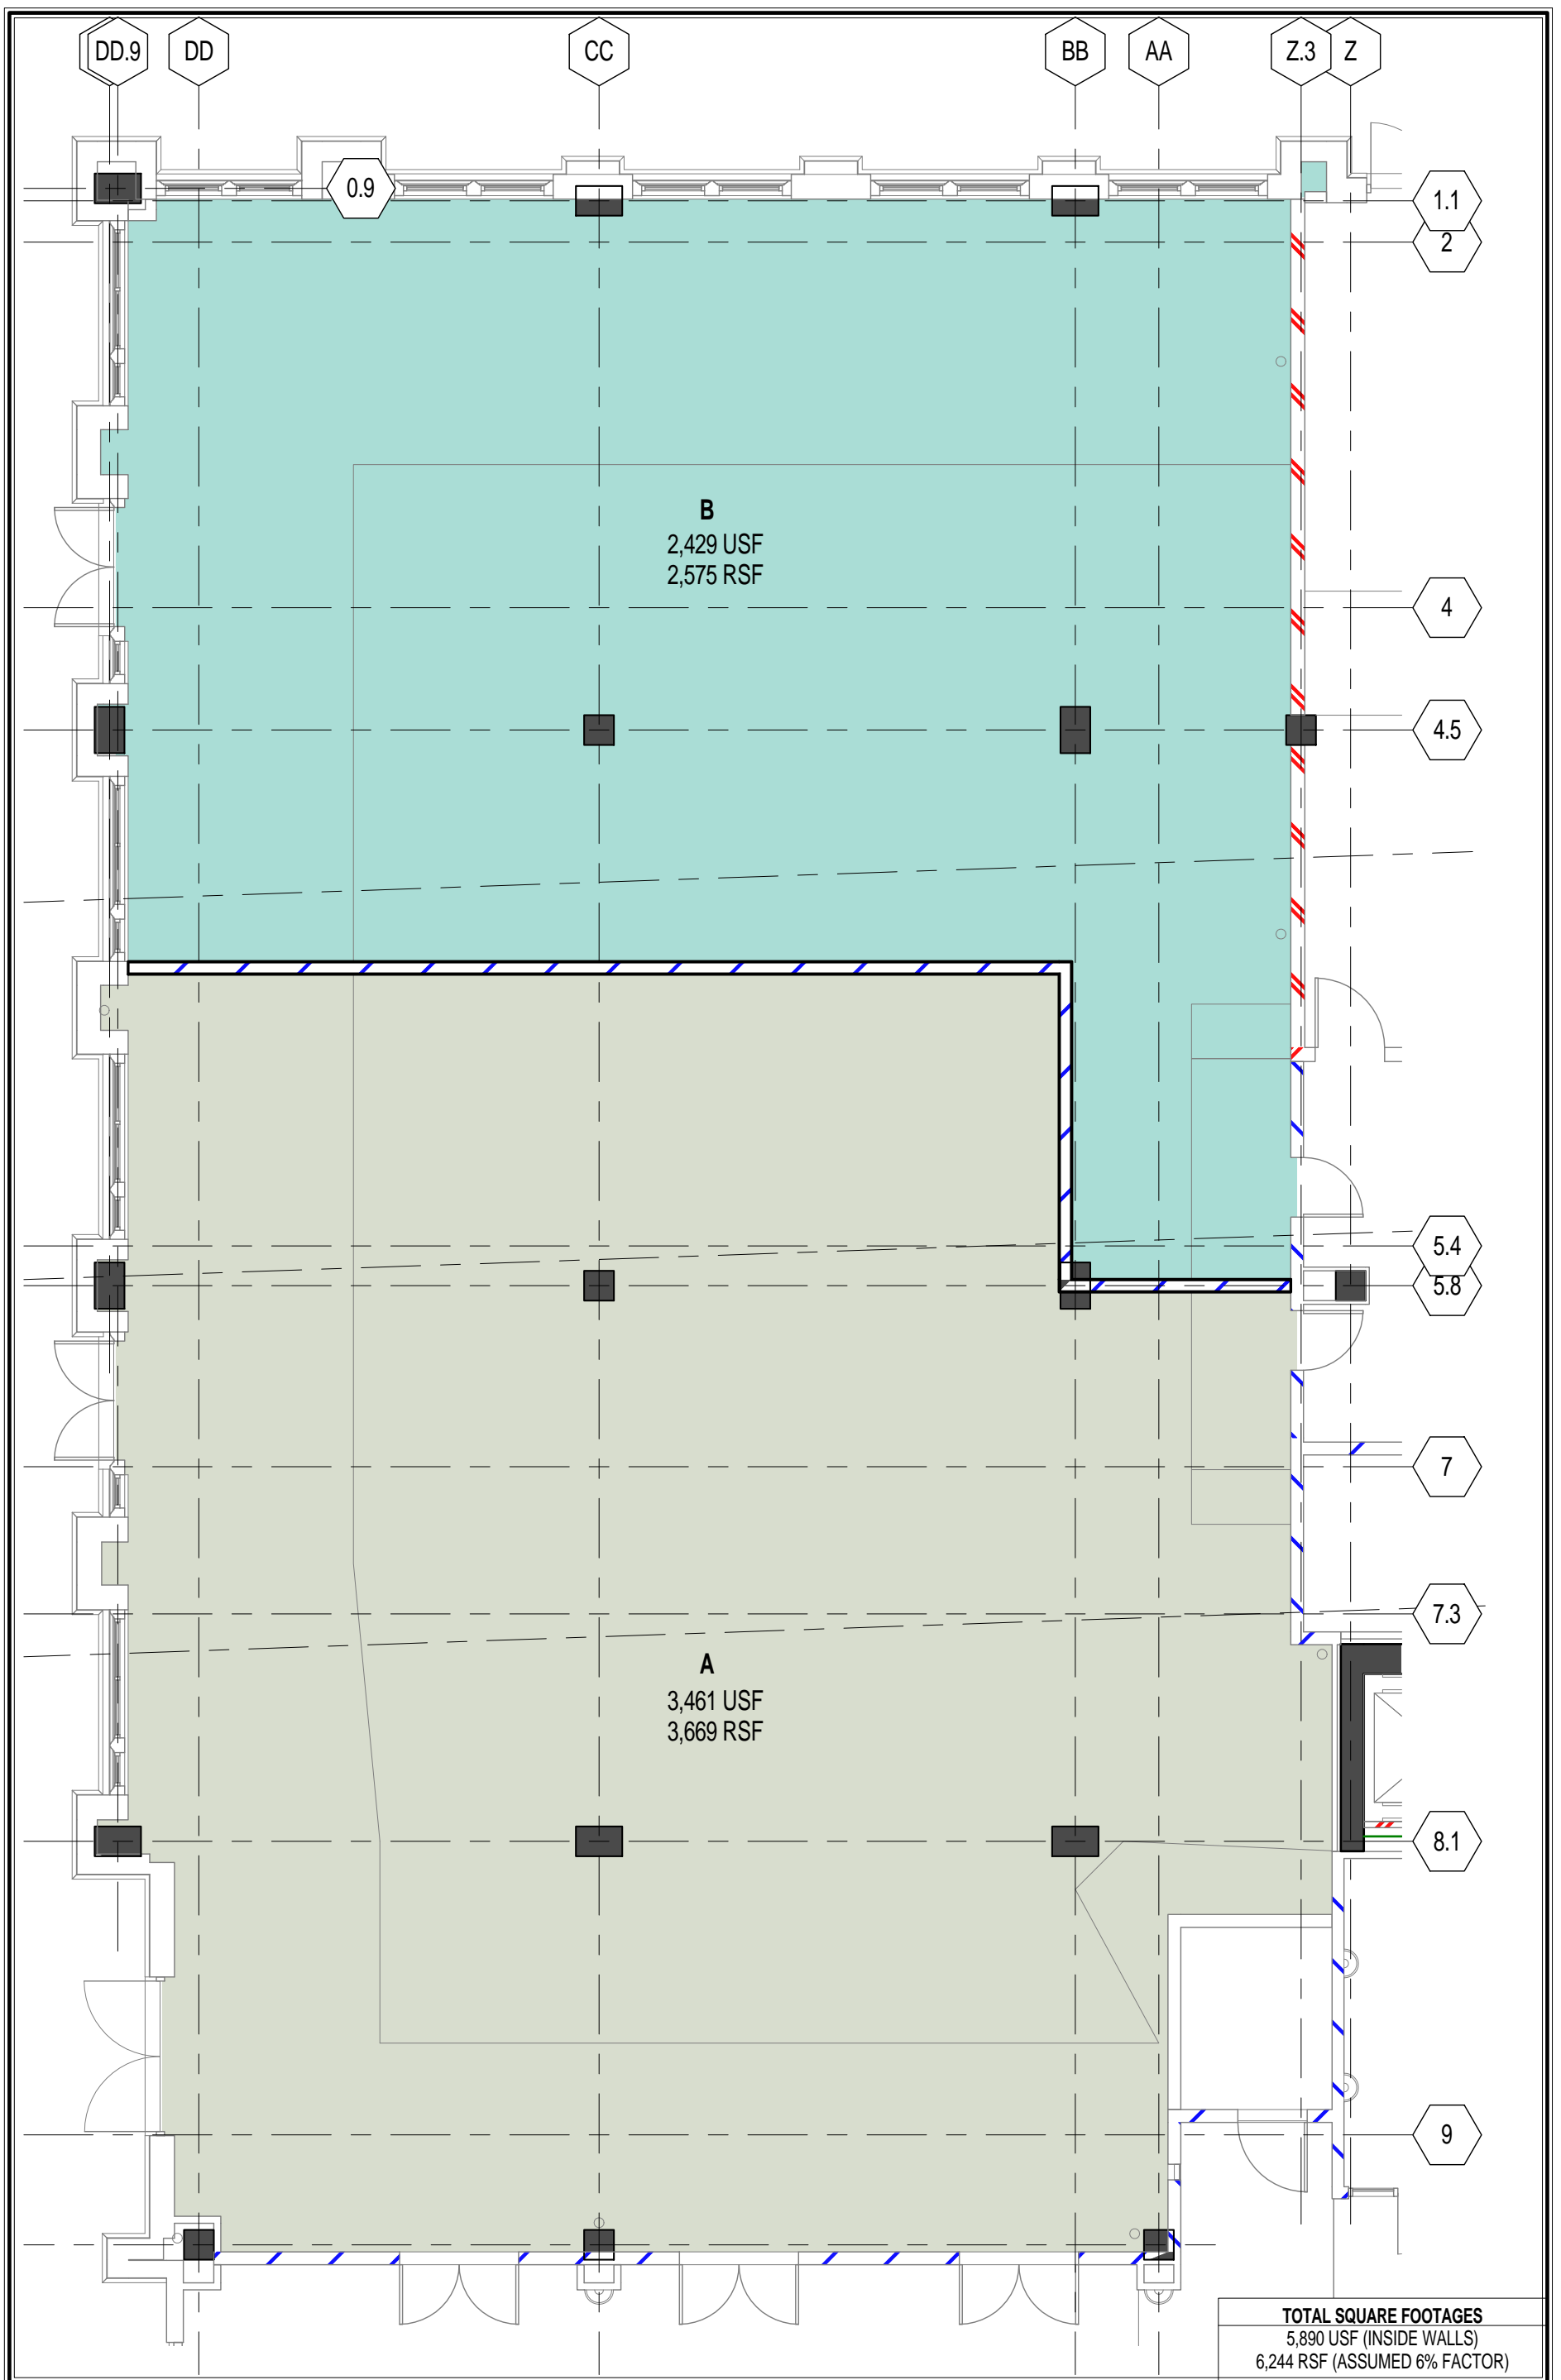 DD.9
DD
CC
BB
AA
Z.3
Z
0.9
1.1
2
B
2,429 USF
2,575 RSF
4
4.5
5.4
5.8
7
7.3
A
3,461 USF
3,669 RSF
8.1
9
TOTAL SQUARE FOOTAGES
5,890 USF (INSIDE WALLS)
6,244 RSF (ASSUMED 6% FACTOR)